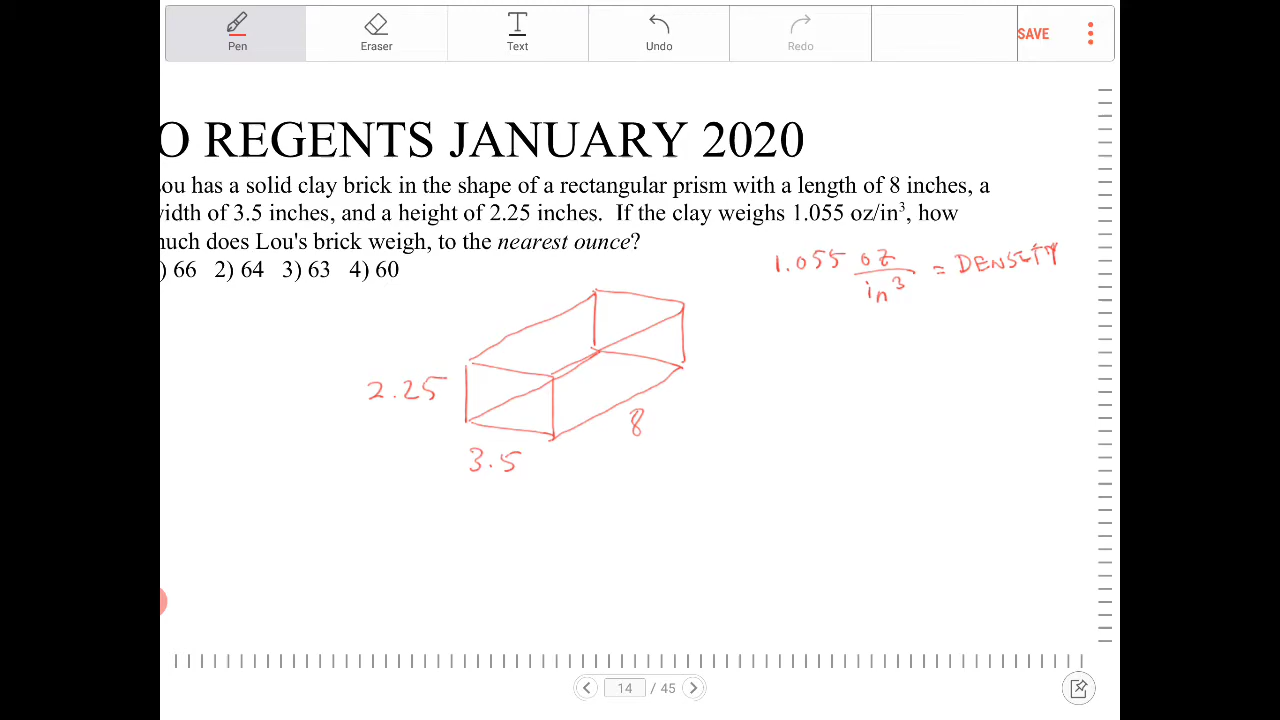 Pen
Eraser
Text
Undo
Redo
SAVE
O REGENTS JANUARY 2020
ou has a solid clay brick in the shape of a rectangular prism with a length of 8 inches, a
idth of 3.5 inches, and a height of 2.25 inches. If the clay weighs 1.055 oz/in³, how
uch does Lou's brick weigh, to the nearest ounce?
) 66 2) 64 3) 63 4) 60
1.055 oz/in³ = DENSITY
2.25
8
3.5
14 / 45